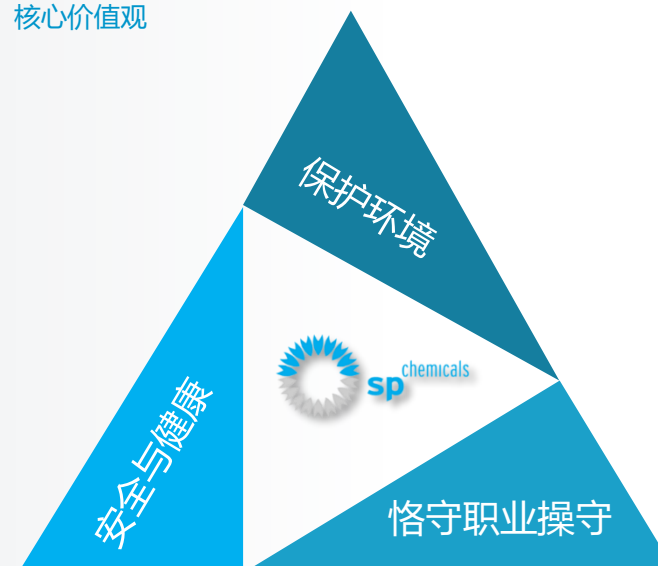 核心价值观
保护环境
sp chemicals
安全与健康
恪守职业操守